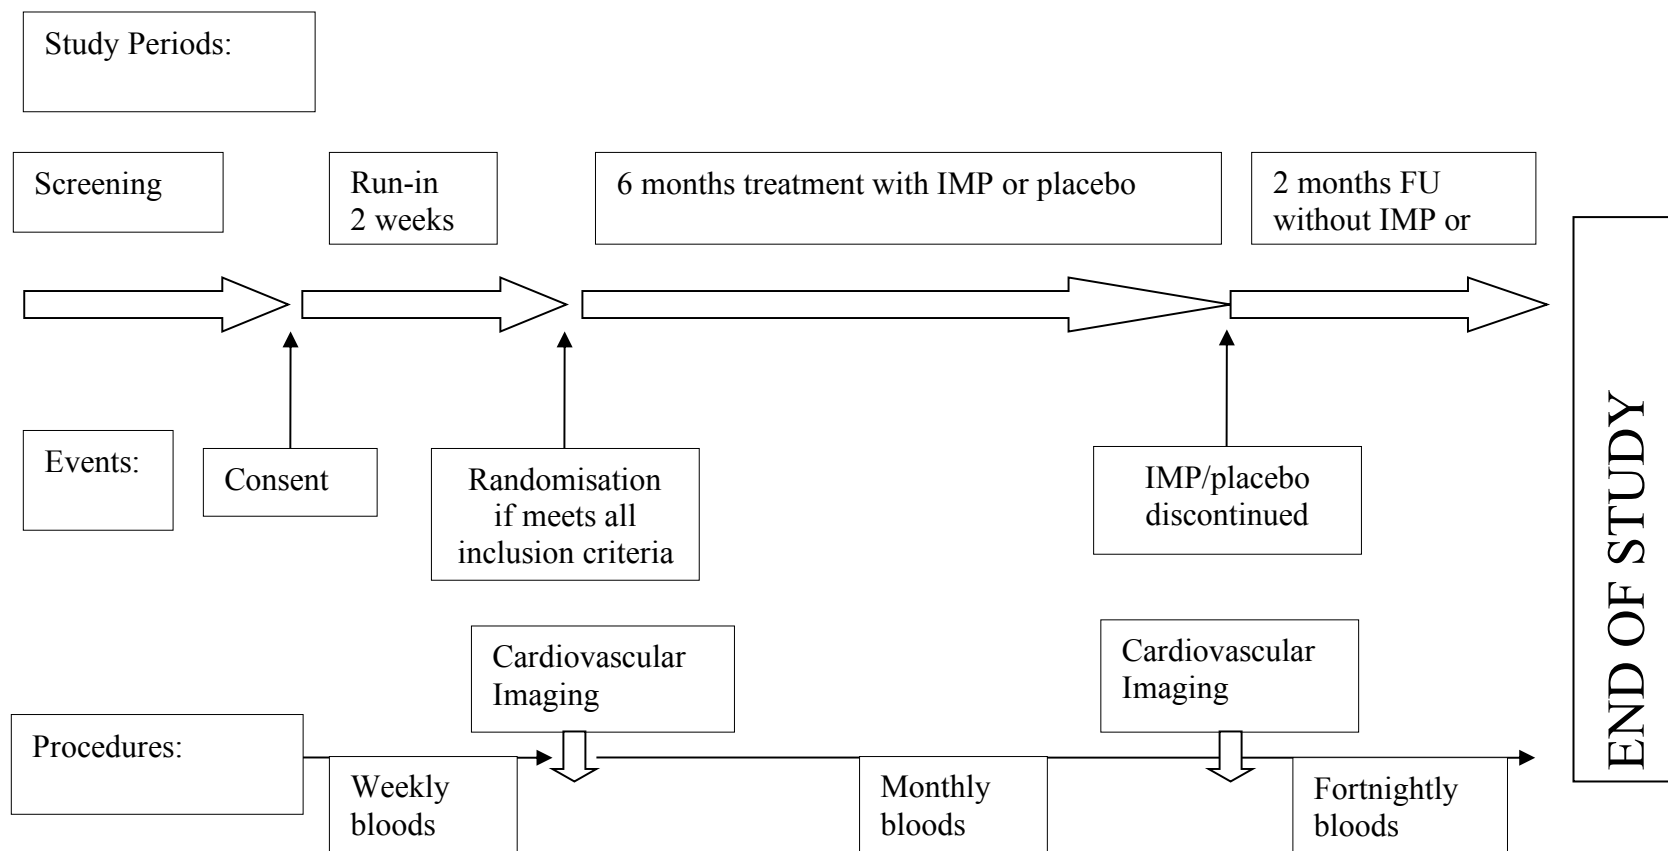 Study Periods:
Screening
Run-in
2 weeks
6 months treatment with IMP or placebo
2 months FU
without IMP or
Events:
Consent
Randomisation
if meets all
inclusion criteria
IMP/placebo
discontinued
Cardiovascular
Imaging
Cardiovascular
Imaging
Procedures:
Weekly
bloods
Monthly
bloods
Fortnightly
bloods
END OF STUDY